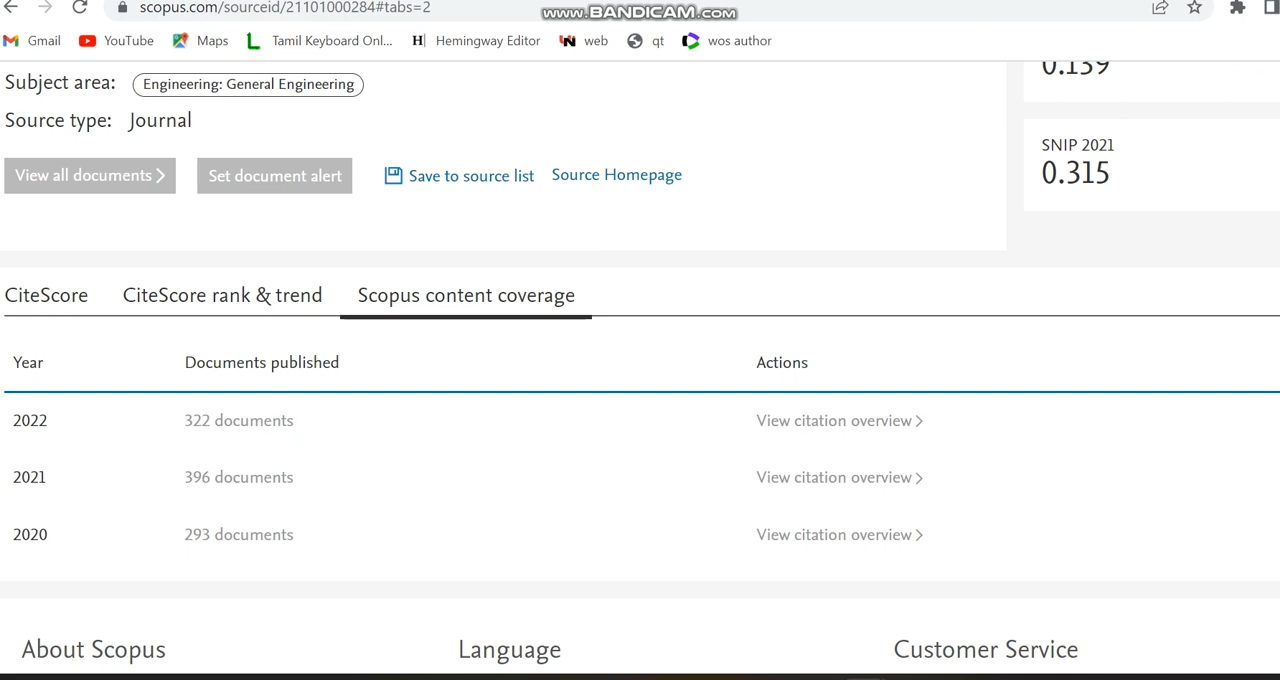 scopus.com/sourceid/21101000284#tabs=2
www.BANDICAM.com
Gmail YouTube Maps Tamil Keyboard Onl... Hemingway Editor web qt wos author
Subject area: Engineering: General Engineering
0.139
Source type: Journal
SNIP 2021
0.315
View all documents Set document alert Save to source list Source Homepage
CiteScore CiteScore rank & trend Scopus content coverage
Year Documents published Actions
2022 322 documents View citation overview
2021 396 documents View citation overview
2020 293 documents View citation overview
About Scopus Language Customer Service